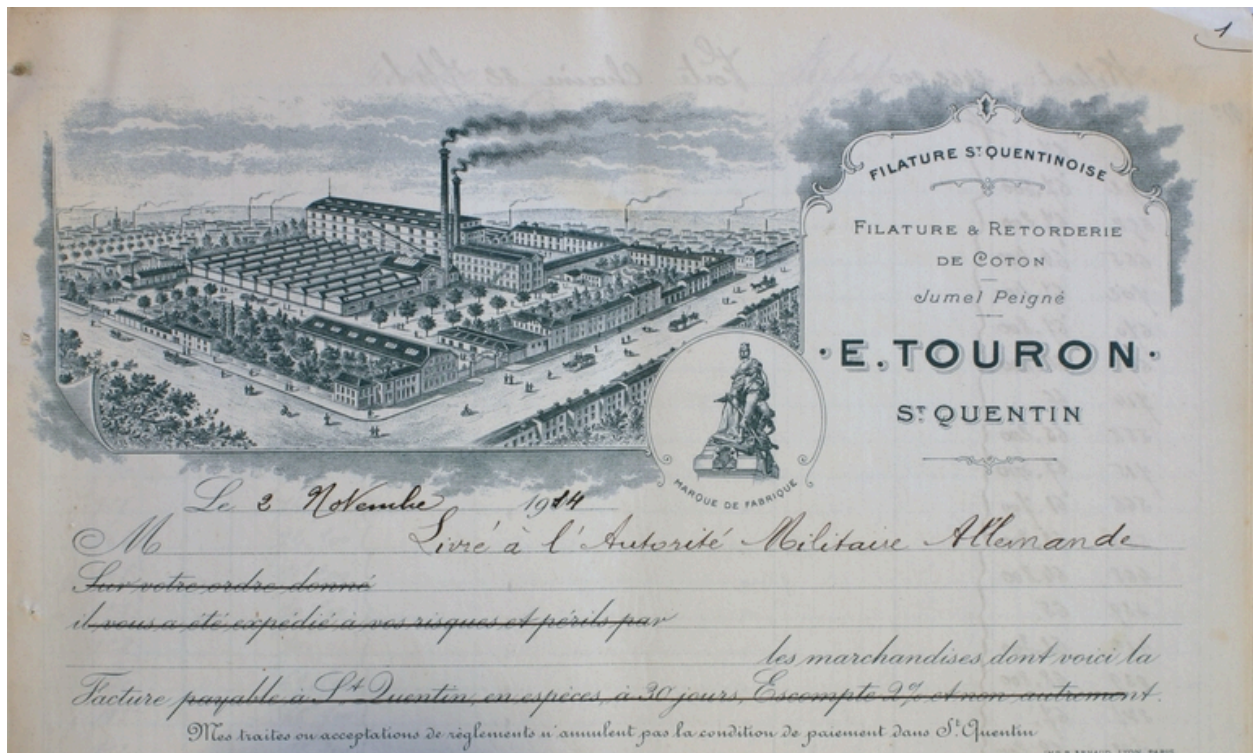 1
FILATURE ST QUENTINOISE
FILATURE & RETORDERIE
DE COTON
Jumel Peigné
· E. TOURON ·
ST QUENTIN
MARQUE DE FABRIQUE
Le 2 Novembre 1914
M Livré à l'Autorité Militaire Allemande
Sur votre ordre donné
il vous a été expédié à vos risques et périls par
les marchandises dont voici la
Facture payable à St Quentin, en espèces, à 30 jours, Escompte 2% et non autrement.
Mes traites ou acceptations de règlements n'annulent pas la condition de paiement dans St Quentin